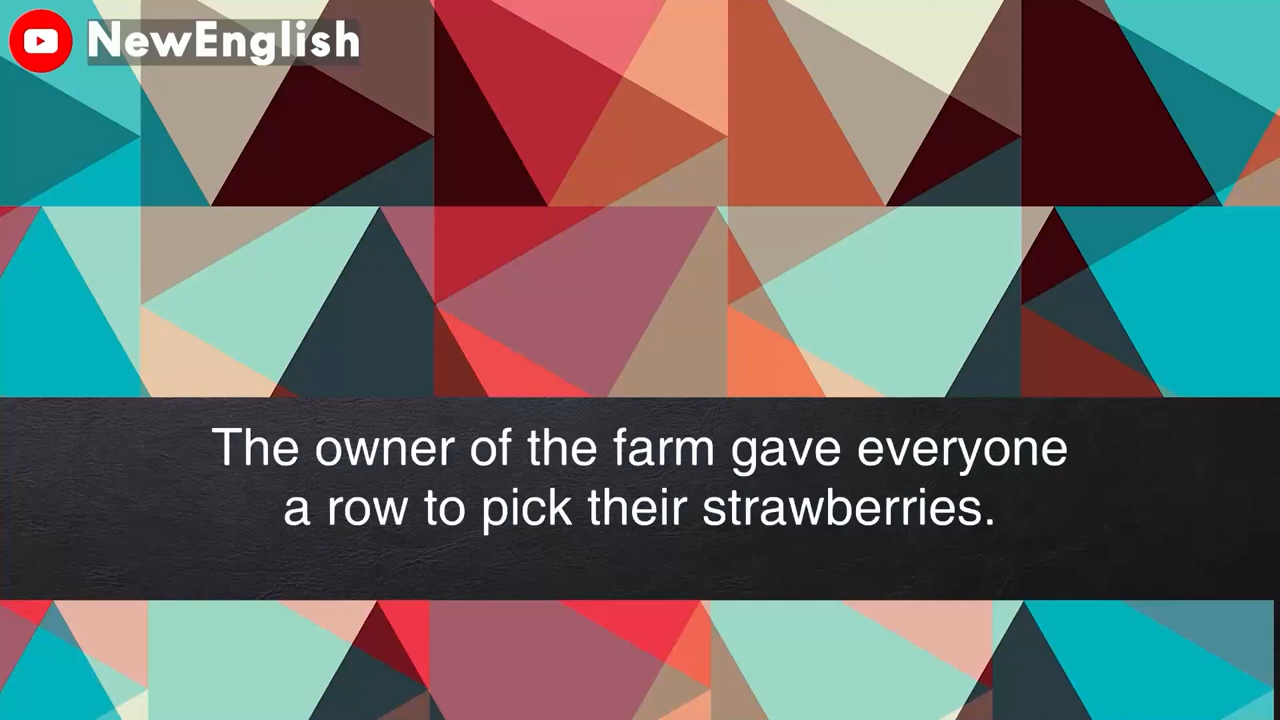 NewEnglish
The owner of the farm gave everyone
a row to pick their strawberries.